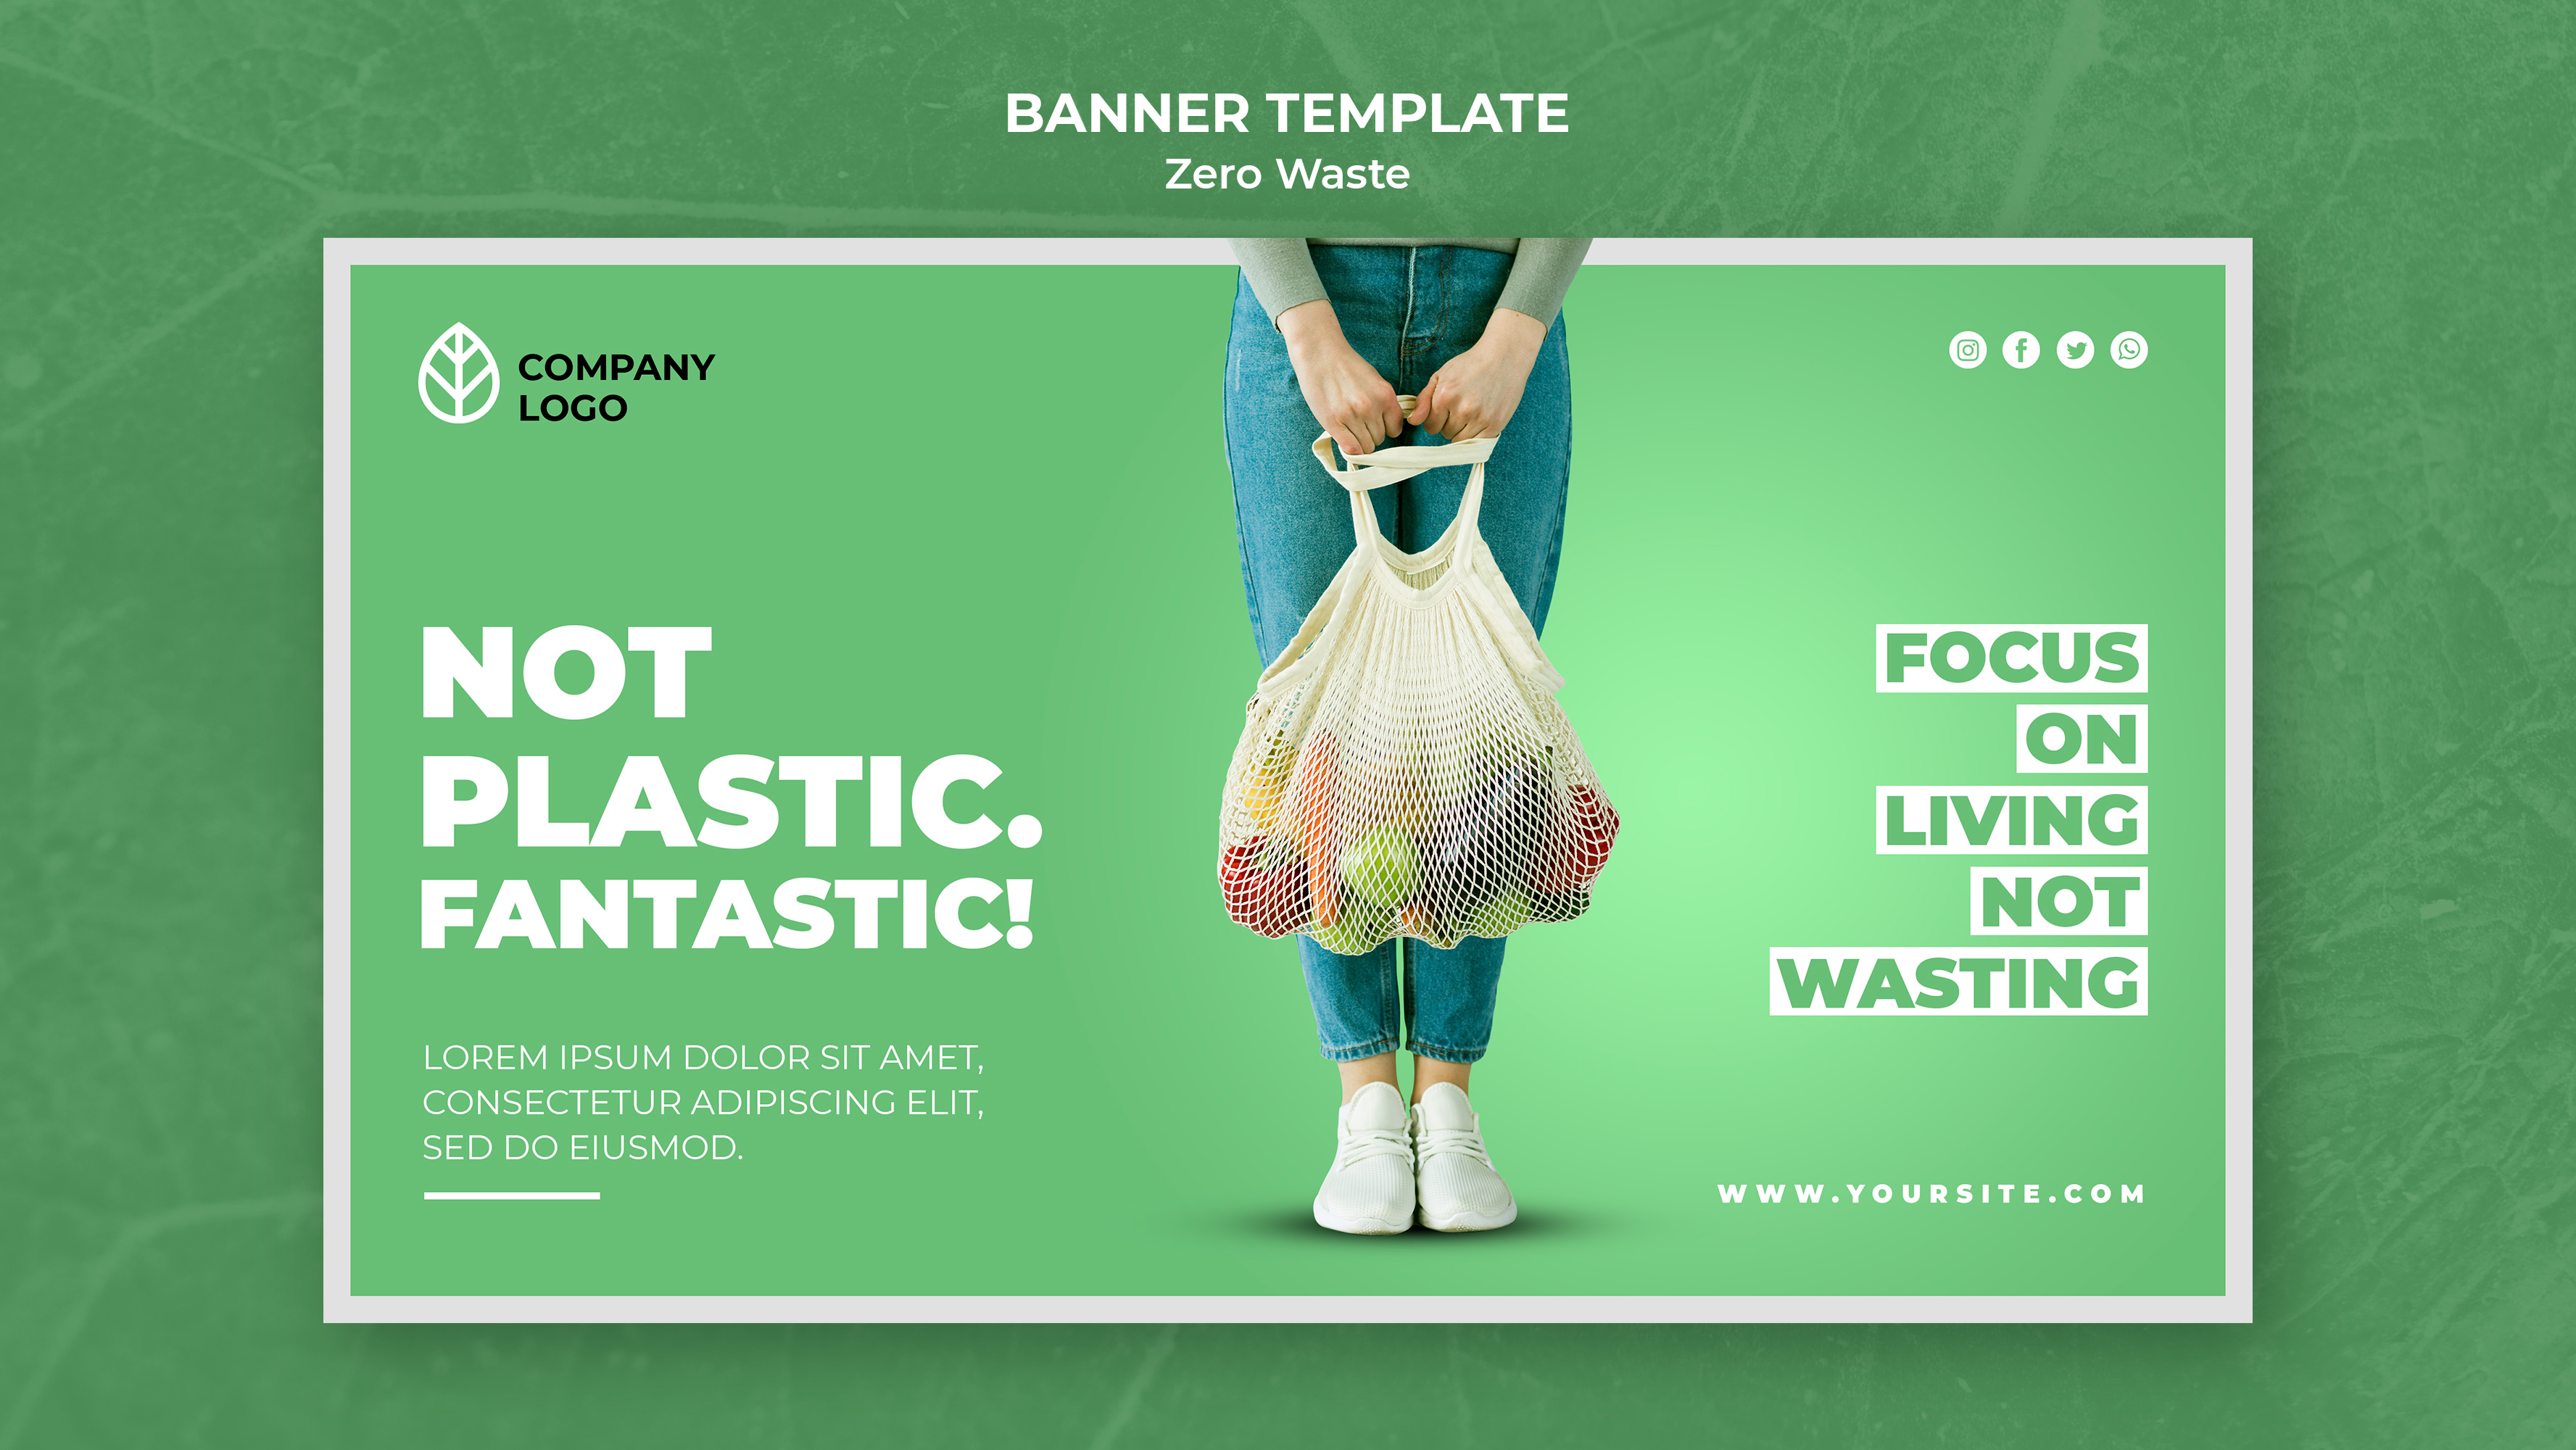 BANNER TEMPLATE
Zero Waste
COMPANY
LOGO
NOT
PLASTIC.
FANTASTIC!
LOREM IPSUM DOLOR SIT AMET,
CONSECTETUR ADIPISCING ELIT,
SED DO EIUSMOD.
FOCUS
ON
LIVING
NOT
WASTING
WWW.YOURSITE.COM